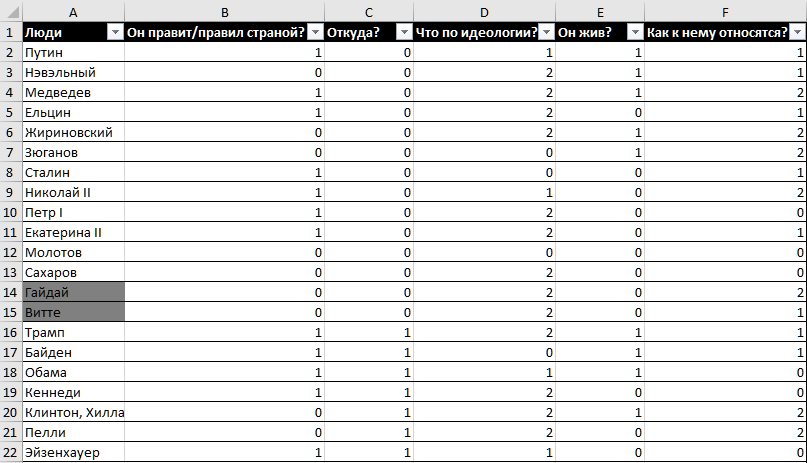 A B C D E F
1 Люди Он правит/правил страной? Откуда? Что по идеологии? Он жив? Как к нему относятся?
2 Путин 1 0 1 1 1
3 Нэвэльный 0 0 2 1 1
4 Медведев 1 0 2 1 2
5 Ельцин 1 0 2 0 1
6 Жириновский 0 0 2 1 2
7 Зюганов 0 0 0 1 2
8 Сталин 1 0 0 0 1
9 Николай II 1 0 1 0 2
10 Петр I 1 0 2 0 0
11 Екатерина II 1 0 2 0 1
12 Молотов 0 0 0 0 0
13 Сахаров 0 0 2 0 0
14 Гайдай 0 0 2 0 2
15 Витте 0 0 2 0 1
16 Трамп 1 1 2 1 1
17 Байден 1 1 0 1 1
18 Обама 1 1 1 1 0
19 Кеннеди 1 1 2 0 0
20 Клинтон, Хилла 0 1 2 1 2
21 Пелли 0 1 2 0 2
22 Эйзенхауер 1 1 1 0 0